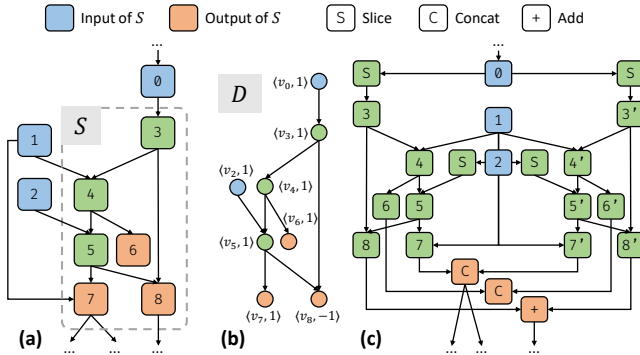 Input of S
Output of S
S Slice
C Concat
+ Add
...
0
S
1
3
2
4
5
6
7
8
(a)
... ... ...
D
⟨v0, 1⟩
⟨v3, 1⟩
⟨v2, 1⟩
⟨v4, 1⟩
⟨v6, 1⟩
⟨v5, 1⟩
⟨v7, 1⟩
⟨v8, −1⟩
(b)
...
S 0 S
3 1 3'
4 S 2 S 4'
6 5 5' 6'
8 7 7' 8'
C
C
+
(c)
... ... ...